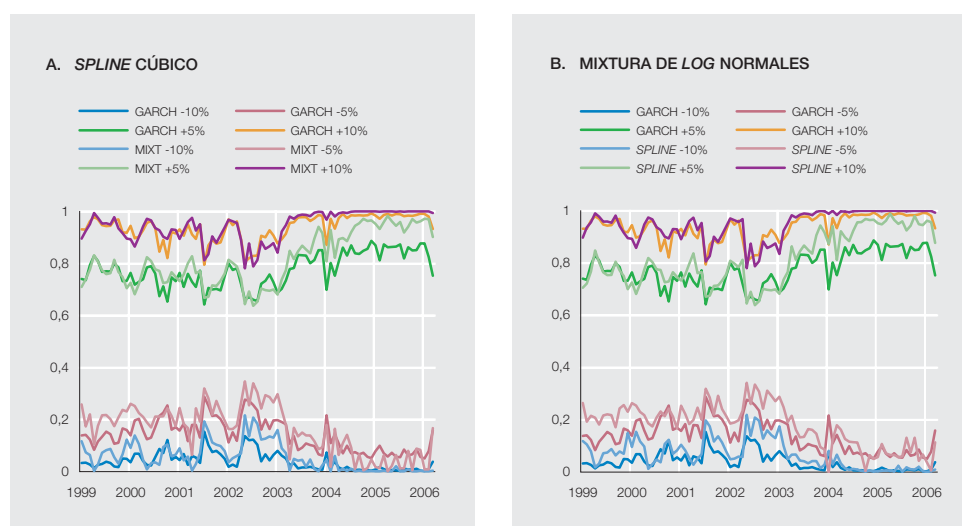 A. SPLINE CÚBICO
GARCH -10%
GARCH -5%
GARCH +5%
GARCH +10%
MIXT -10%
MIXT -5%
MIXT +5%
MIXT +10%
1
0,8
0,6
0,4
0,2
0
1999 2000 2001 2002 2003 2004 2005 2006
B. MIXTURA DE LOG NORMALES
GARCH -10%
GARCH -5%
GARCH +5%
GARCH +10%
SPLINE -10%
SPLINE -5%
SPLINE +5%
SPLINE +10%
1
0,8
0,6
0,4
0,2
0
1999 2000 2001 2002 2003 2004 2005 2006